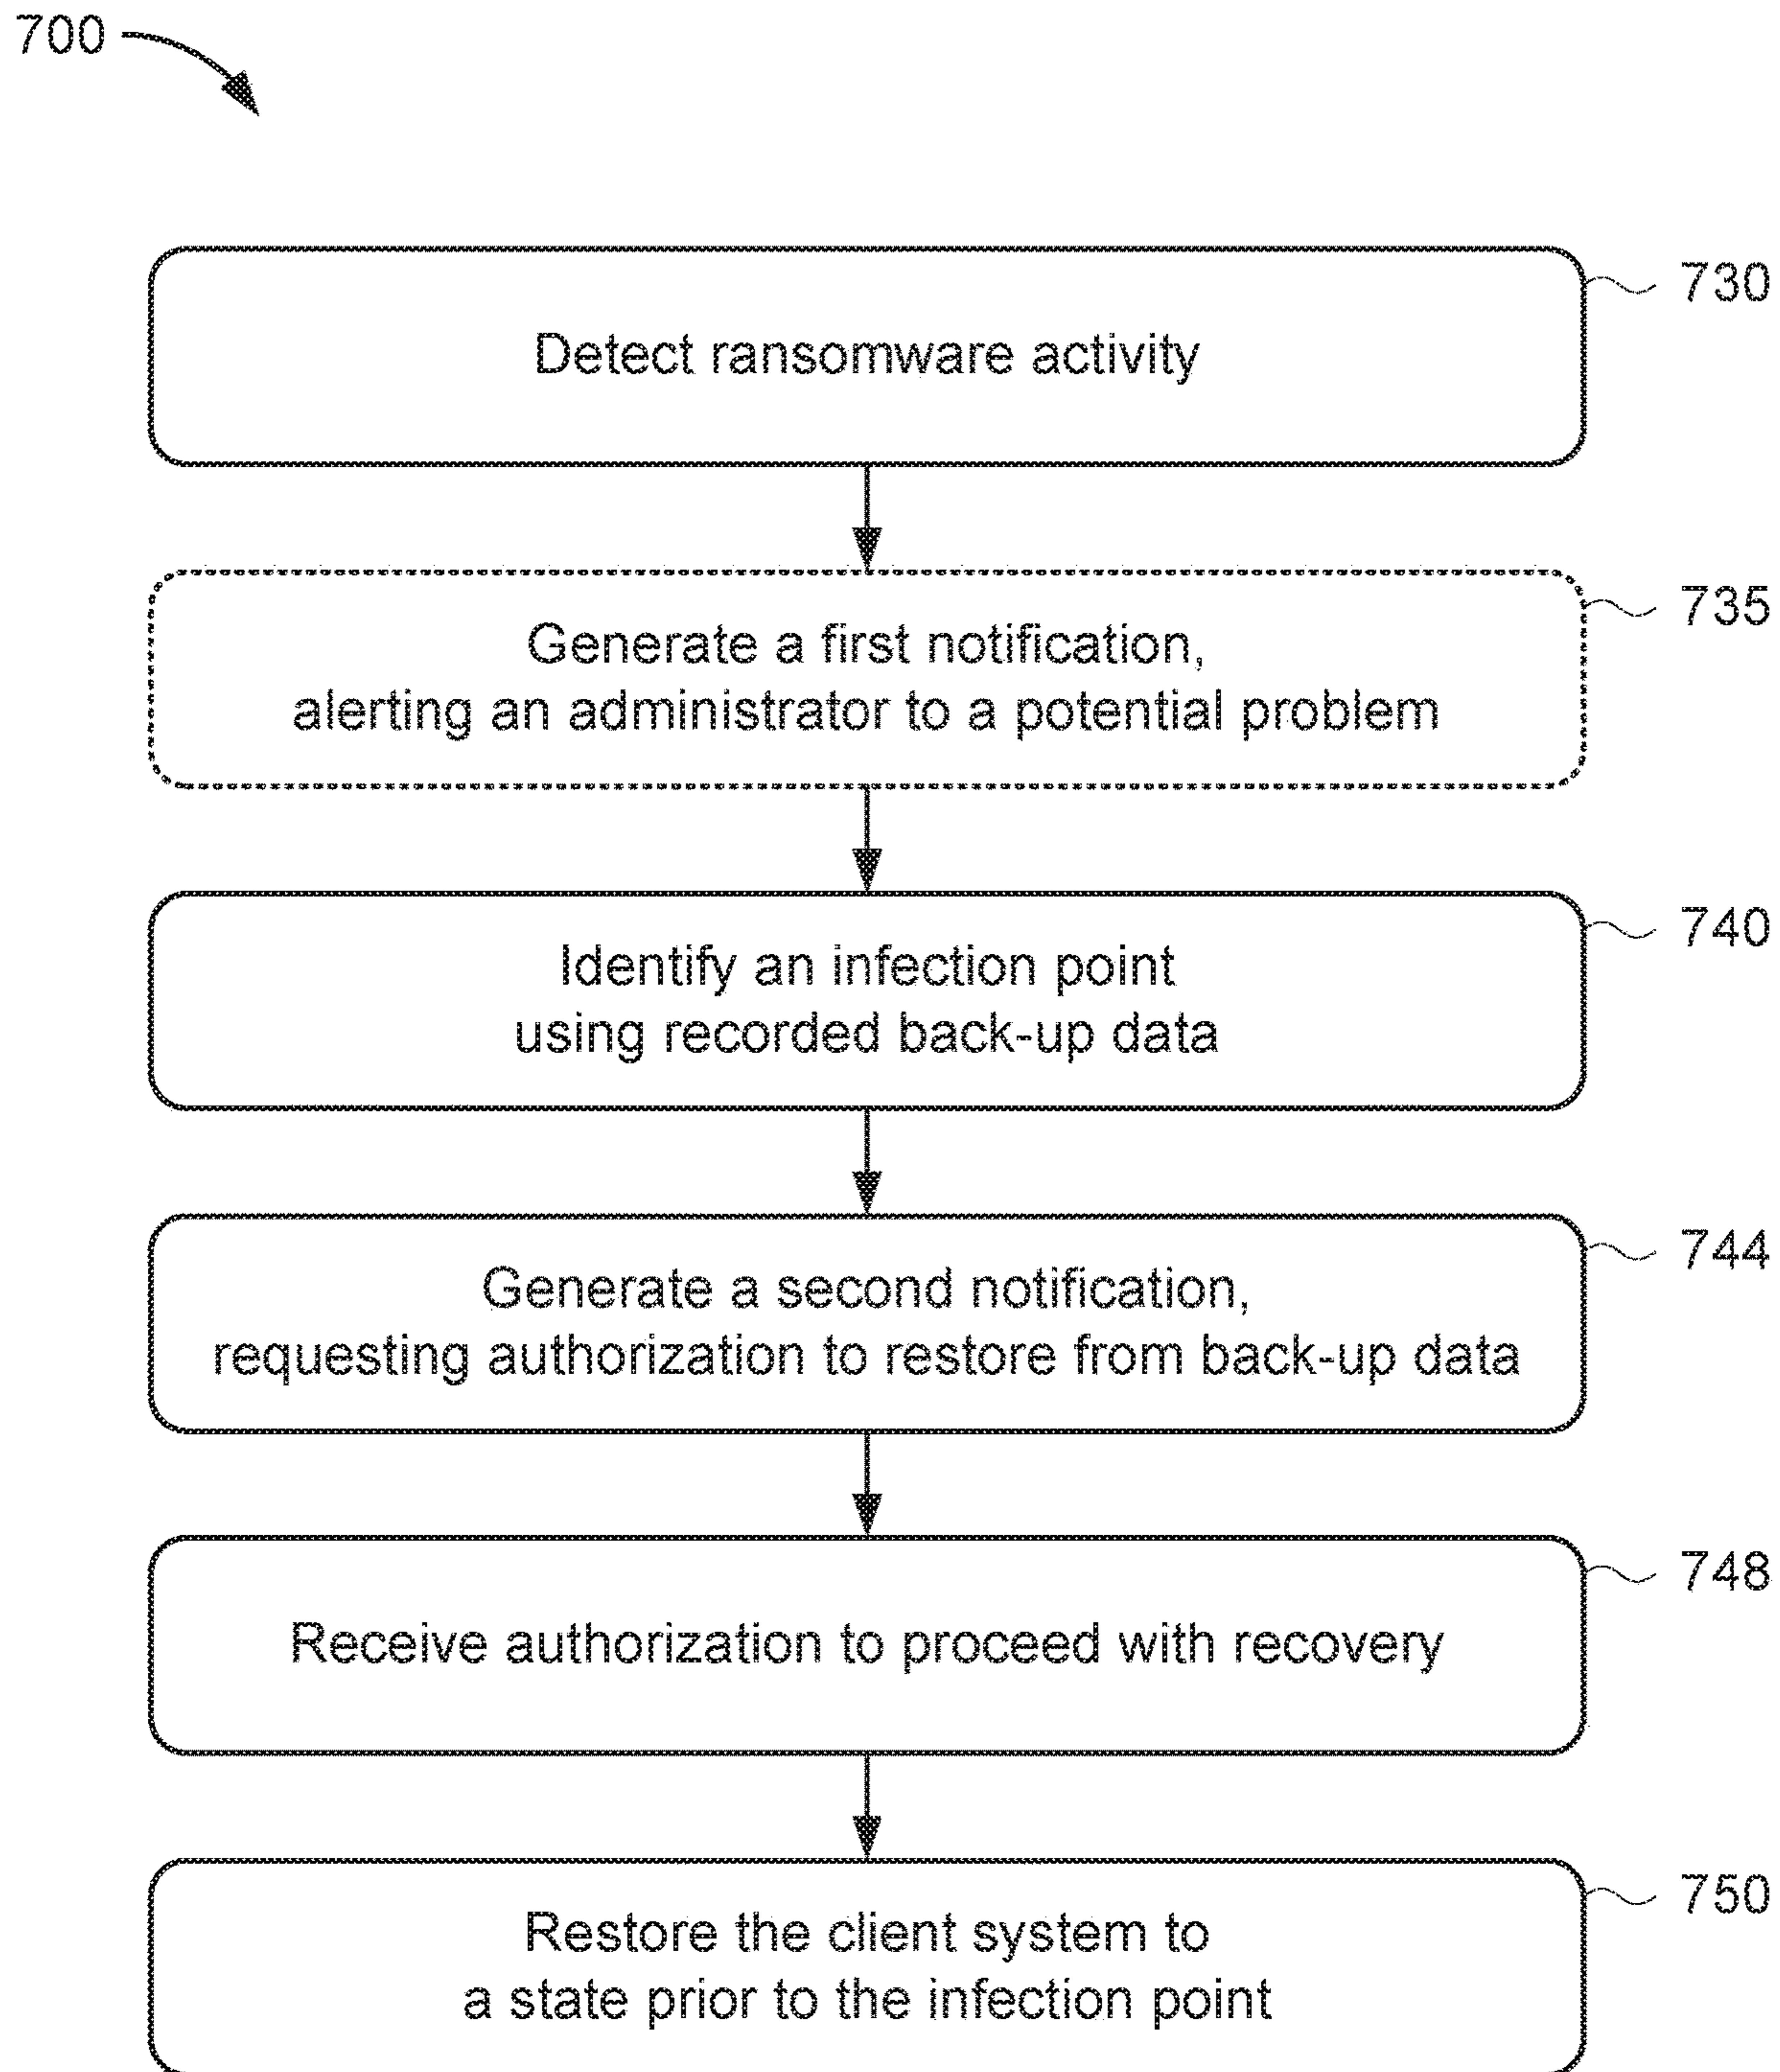 700
730
Detect ransomware activity
735
Generate a first notification,
alerting an administrator to a potential problem
740
Identify an infection point
using recorded back-up data
744
Generate a second notification,
requesting authorization to restore from back-up data
748
Receive authorization to proceed with recovery
750
Restore the client system to
a state prior to the infection point